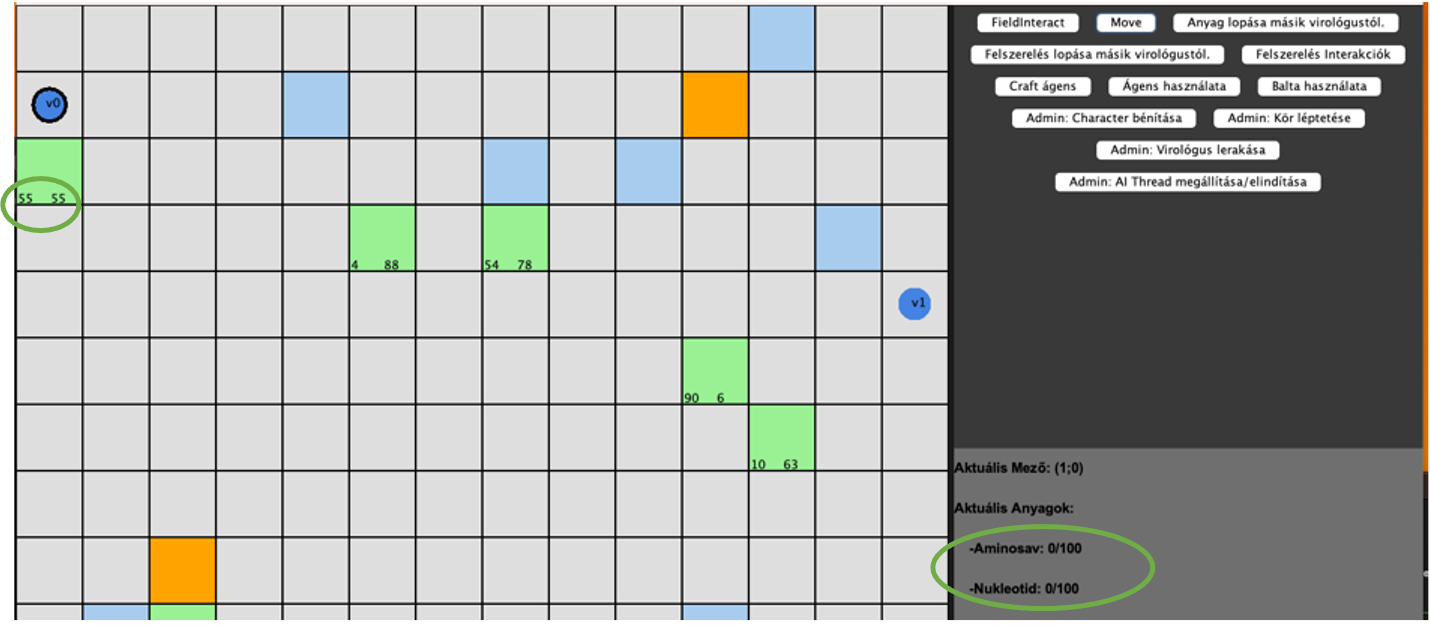 FieldInteract Move Anyag lopása másik virológustól.
Felszerelés lopása másik virológustól. Felszerelés Interakciók
v0
Craft ágens Ágens használata Balta használata
Admin: Character bénítása Admin: Kör léptetése
Admin: Virológus lerakása
Admin: AI Thread megállítása/elindítása
55 55
4 88 54 78
v1
90 6
10 63
Aktuális Mező: (1;0)
Aktuális Anyagok:
-Aminosav: 0/100
-Nukleotid: 0/100